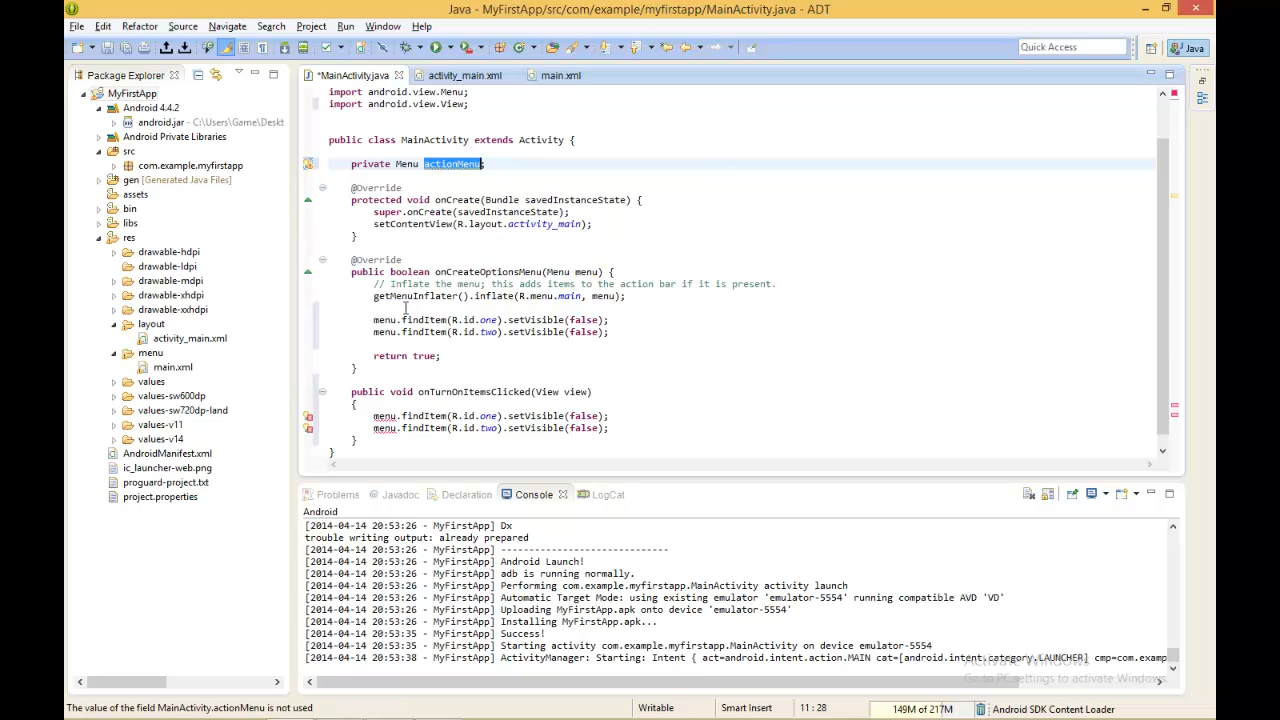 Java - MyFirstApp/src/com/example/myfirstapp/MainActivity.java - ADT
File Edit Refactor Source Navigate Search Project Run Window Help
Quick Access
Java
Package Explorer
MyFirstApp
Android 4.4.2
android.jar - C:\Users\Game\Deskt
Android Private Libraries
src
com.example.myfirstapp
gen [Generated Java Files]
assets
bin
libs
res
drawable-hdpi
drawable-ldpi
drawable-mdpi
drawable-xhdpi
drawable-xxhdpi
layout
activity_main.xml
menu
main.xml
values
values-sw600dp
values-sw720dp-land
values-v11
values-v14
AndroidManifest.xml
ic_launcher-web.png
proguard-project.txt
project.properties
*MainActivity.java
activity_main.xml
main.xml
import android.view.Menu;
import android.view.View;
public class MainActivity extends Activity {
private Menu actionMenu;
@Override
protected void onCreate(Bundle savedInstanceState) {
super.onCreate(savedInstanceState);
setContentView(R.layout.activity_main);
}
@Override
public boolean onCreateOptionsMenu(Menu menu) {
// Inflate the menu; this adds items to the action bar if it is present.
getMenuInflater().inflate(R.menu.main, menu);
menu.findItem(R.id.one).setVisible(false);
menu.findItem(R.id.two).setVisible(false);
return true;
}
public void onTurnOnItemsClicked(View view)
{
menu.findItem(R.id.one).setVisible(false);
menu.findItem(R.id.two).setVisible(false);
}
}
Problems Javadoc Declaration Console LogCat
Android
[2014-04-14 20:53:26 - MyFirstApp] Dx
trouble writing output: already prepared
[2014-04-14 20:53:26 - MyFirstApp] ------------------------------
[2014-04-14 20:53:26 - MyFirstApp] Android Launch!
[2014-04-14 20:53:26 - MyFirstApp] adb is running normally.
[2014-04-14 20:53:26 - MyFirstApp] Performing com.example.myfirstapp.MainActivity activity launch
[2014-04-14 20:53:26 - MyFirstApp] Automatic Target Mode: using existing emulator 'emulator-5554' running compatible AVD 'VD'
[2014-04-14 20:53:26 - MyFirstApp] Uploading MyFirstApp.apk onto device 'emulator-5554'
[2014-04-14 20:53:26 - MyFirstApp] Installing MyFirstApp.apk...
[2014-04-14 20:53:35 - MyFirstApp] Success!
[2014-04-14 20:53:35 - MyFirstApp] Starting activity com.example.myfirstapp.MainActivity on device emulator-5554
[2014-04-14 20:53:38 - MyFirstApp] ActivityManager: Starting: Intent { act=android.intent.action.MAIN cat=[android.intent.category.LAUNCHER] cmp=com.examp
Activate Windows
Go to PC settings to activate Windows.
The value of the field MainActivity.actionMenu is not used
Writable
Smart Insert
11 : 28
149M of 217M
Android SDK Content Loader